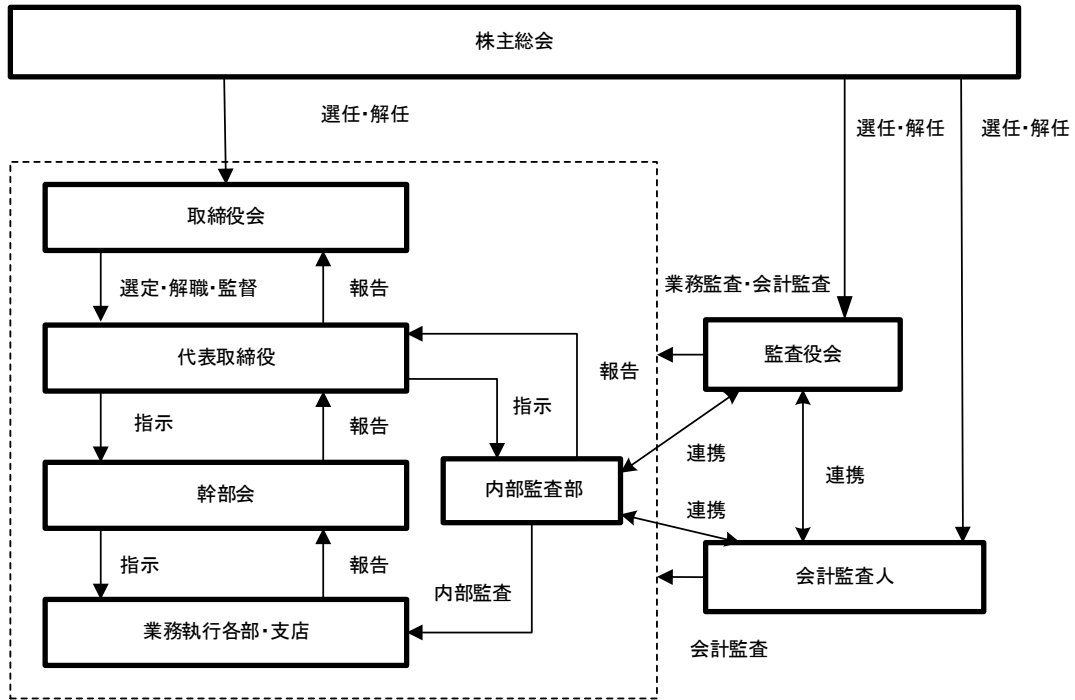 株主総会
選任・解任
選任・解任
選任・解任
取締役会
選定・解職・監督
報告
業務監査・会計監査
代表取締役
監査役会
報告
指示
指示
報告
連携
幹部会
内部監査部
連携
連携
指示
報告
会計監査人
内部監査
業務執行各部・支店
会計監査